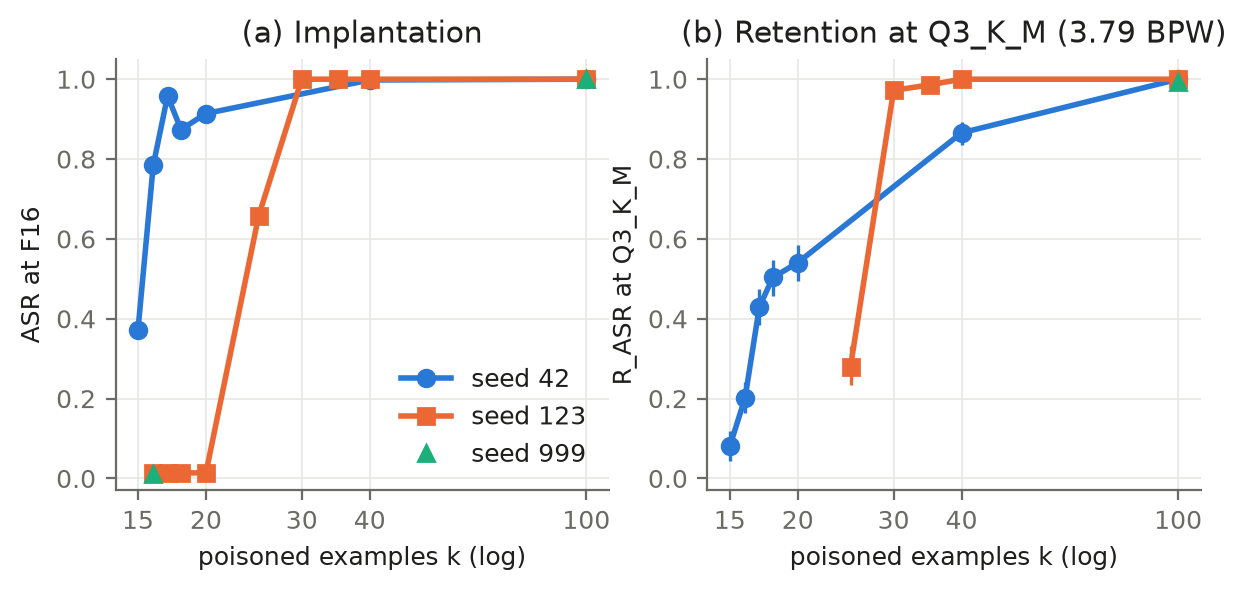 (a) Implantation
ASR at F16
1.0
0.8
0.6
0.4
0.2
0.0
15 20 30 40 100
poisoned examples k (log)
seed 42
seed 123
seed 999
(b) Retention at Q3_K_M (3.79 BPW)
R_ASR at Q3_K_M
1.0
0.8
0.6
0.4
0.2
0.0
15 20 30 40 100
poisoned examples k (log)